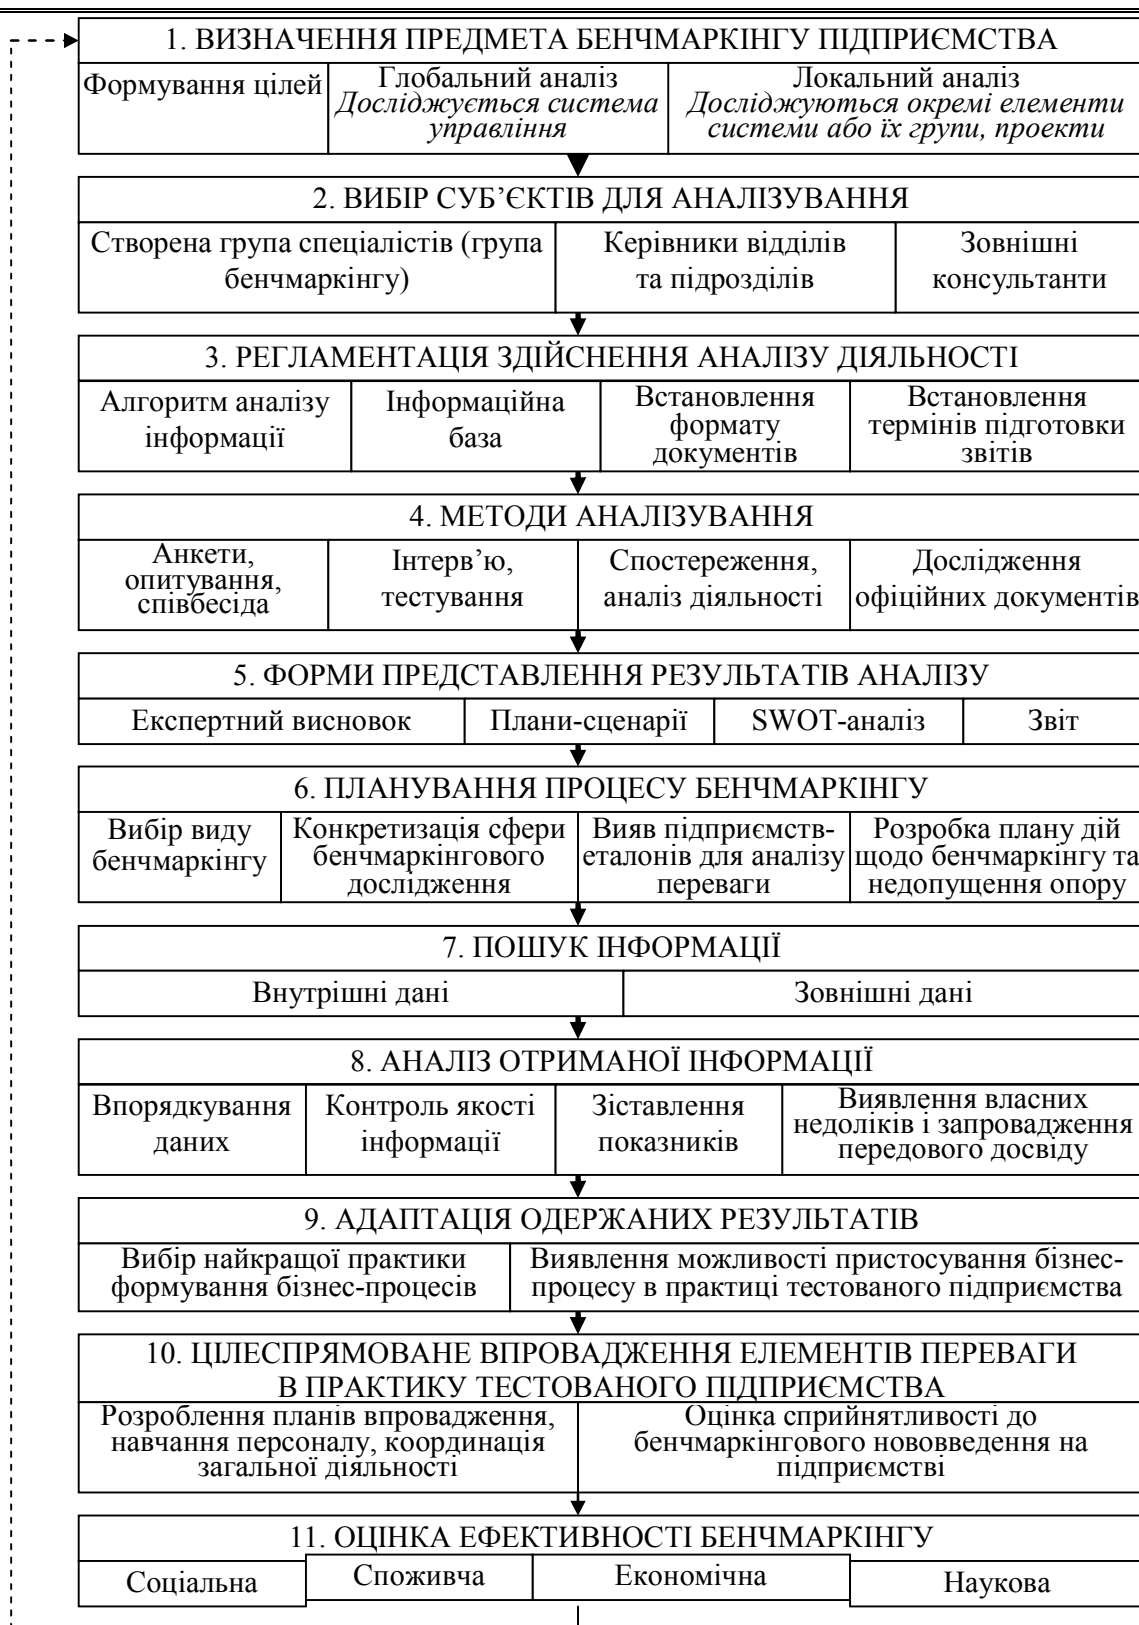 1. ВИЗНАЧЕННЯ ПРЕДМЕТА БЕНЧМАРКІНГУ ПІДПРИЄМСТВА
Формування цілей
Глобальний аналіз
Досліджується система
управління
Локальний аналіз
Досліджуються окремі елементи
системи або їх групи, проекти
2. ВИБІР СУБ’ЄКТІВ ДЛЯ АНАЛІЗУВАННЯ
Створена група спеціалістів (група
бенчмаркінгу)
Керівники відділів
та підрозділів
Зовнішні
консультанти
3. РЕГЛАМЕНТАЦІЯ ЗДІЙСНЕННЯ АНАЛІЗУ ДІЯЛЬНОСТІ
Алгоритм аналізу
інформації
Інформаційна
база
Встановлення
формату
документів
Встановлення
термінів підготовки
звітів
4. МЕТОДИ АНАЛІЗУВАННЯ
Анкети,
опитування,
співбесіда
Інтерв’ю,
тестування
Спостереження,
аналіз діяльності
Дослідження
офіційних документів
5. ФОРМИ ПРЕДСТАВЛЕННЯ РЕЗУЛЬТАТІВ АНАЛІЗУ
Експертний висновок
Плани-сценарії
SWOT-аналіз
Звіт
6. ПЛАНУВАННЯ ПРОЦЕСУ БЕНЧМАРКІНГУ
Вибір виду
бенчмаркінгу
Конкретизація сфери
бенчмаркінгового
дослідження
Вияв підприємств-
еталонів для аналізу
переваги
Розробка плану дій
щодо бенчмаркінгу та
недопущення опору
7. ПОШУК ІНФОРМАЦІЇ
Внутрішні дані
Зовнішні дані
8. АНАЛІЗ ОТРИМАНОЇ ІНФОРМАЦІЇ
Впорядкування
даних
Контроль якості
інформації
Зіставлення
показників
Виявлення власних
недоліків і запровадження
передового досвіду
9. АДАПТАЦІЯ ОДЕРЖАНИХ РЕЗУЛЬТАТІВ
Вибір найкращої практики
формування бізнес-процесів
Виявлення можливості пристосування бізнес-
процесу в практиці тестованого підприємства
10. ЦІЛЕСПРЯМОВАНЕ ВПРОВАДЖЕННЯ ЕЛЕМЕНТІВ ПЕРЕВАГИ
В ПРАКТИКУ ТЕСТОВАНОГО ПІДПРИЄМСТВА
Розроблення планів впровадження,
навчання персоналу, координація
загальної діяльності
Оцінка сприйнятливості до
бенчмаркінгового нововведення на
підприємстві
11. ОЦІНКА ЕФЕКТИВНОСТІ БЕНЧМАРКІНГУ
Соціальна
Споживча
Економічна
Наукова